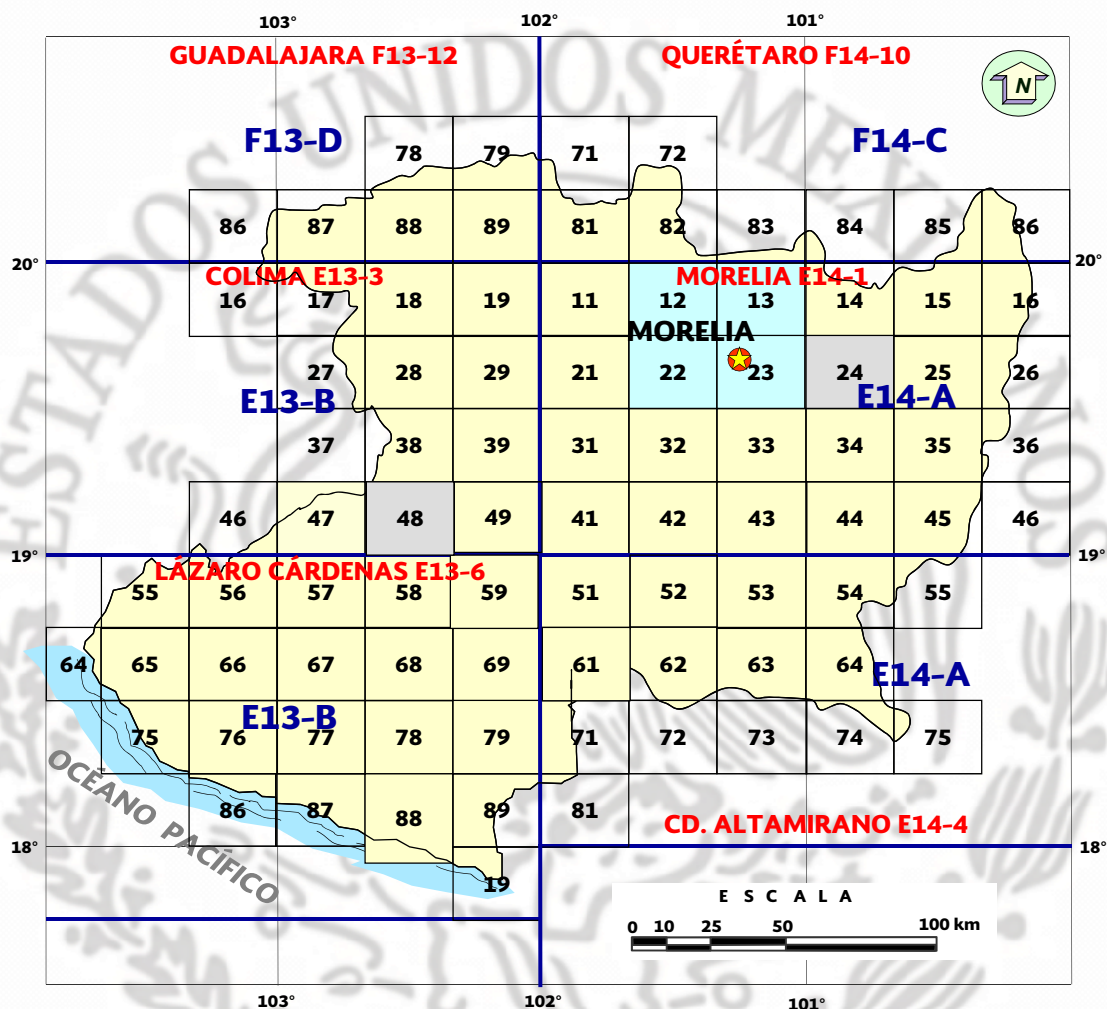 103° 102° 101°
GUADALAJARA F13-12 QUERÉTARO F14-10
N
F13-D F14-C
78 79 71 72
86 87 88 89 81 82 83 84 85 86
20° 20°
COLIMA E13-3 MORELIA E14-1
16 17 18 19 11 12 13 14 15 16
MORELIA
27 28 29 21 22 23 24 25 26
E13-B E14-A
37 38 39 31 32 33 34 35 36
46 47 48 49 41 42 43 44 45 46
19° 19°
LÁZARO CÁRDENAS E13-6
55 56 57 58 59 51 52 53 54 55
64 65 66 67 68 69 61 62 63 64
E14-A
E13-B
75 76 77 78 79 71 72 73 74 75
OCÉANO PACÍFICO
86 87 88 89 81
CD. ALTAMIRANO E14-4
18° 18°
19
E S C A L A
0 10 25 50 100 km
103° 102° 101°
ESTADOS UNIDOS MEXI NOS